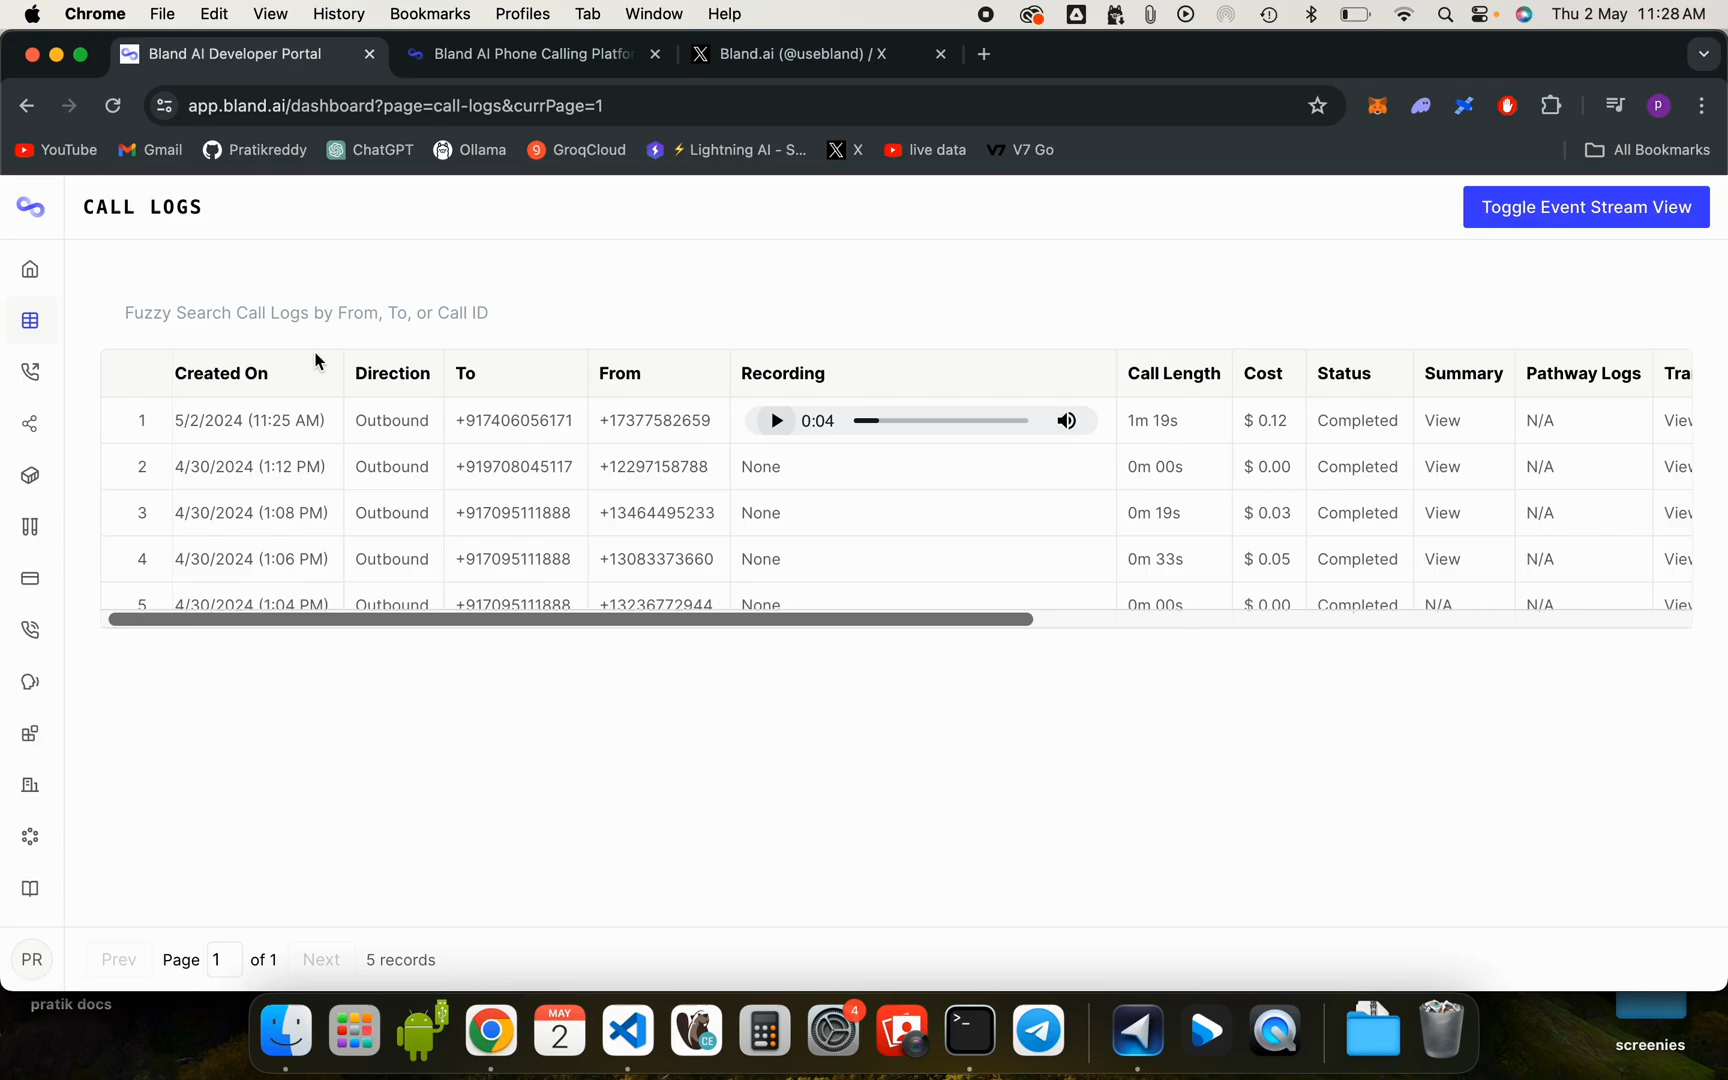 Chrome File Edit View History Bookmarks Profiles Tab Window Help Thu 2 May 11:28 AM
Bland AI Developer Portal Bland AI Phone Calling Platfo Bland.ai (@usebland) / X
app.bland.ai/dashboard?page=call-logs&currPage=1 p
YouTube Gmail Pratikreddy ChatGPT Ollama 9 GroqCloud ⚡ Lightning AI - S... X live data V7 Go All Bookmarks
CALL LOGS Toggle Event Stream View
Fuzzy Search Call Logs by From, To, or Call ID
Created On Direction To From Recording Call Length Cost Status Summary Pathway Logs Tra
1 5/2/2024 (11:25 AM) Outbound +917406056171 +17377582659 0:04 1m 19s $ 0.12 Completed View N/A View
2 4/30/2024 (1:12 PM) Outbound +919708045117 +12297158788 None 0m 00s $ 0.00 Completed View N/A View
3 4/30/2024 (1:08 PM) Outbound +917095111888 +13464495233 None 0m 19s $ 0.03 Completed View N/A View
4 4/30/2024 (1:06 PM) Outbound +917095111888 +13083373660 None 0m 33s $ 0.05 Completed View N/A View
5 4/30/2024 (1:04 PM) Outbound +917095111888 +13236772944 None 0m 00s $ 0.00 Completed N/A N/A View
PR Prev Page 1 of 1 Next 5 records
pratik docs
MAY
2
CE
4
>_
screenies